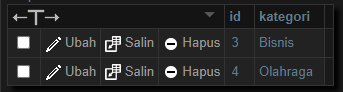 id kategori
Ubah Salin Hapus 3 Bisnis
Ubah Salin Hapus 4 Olahraga